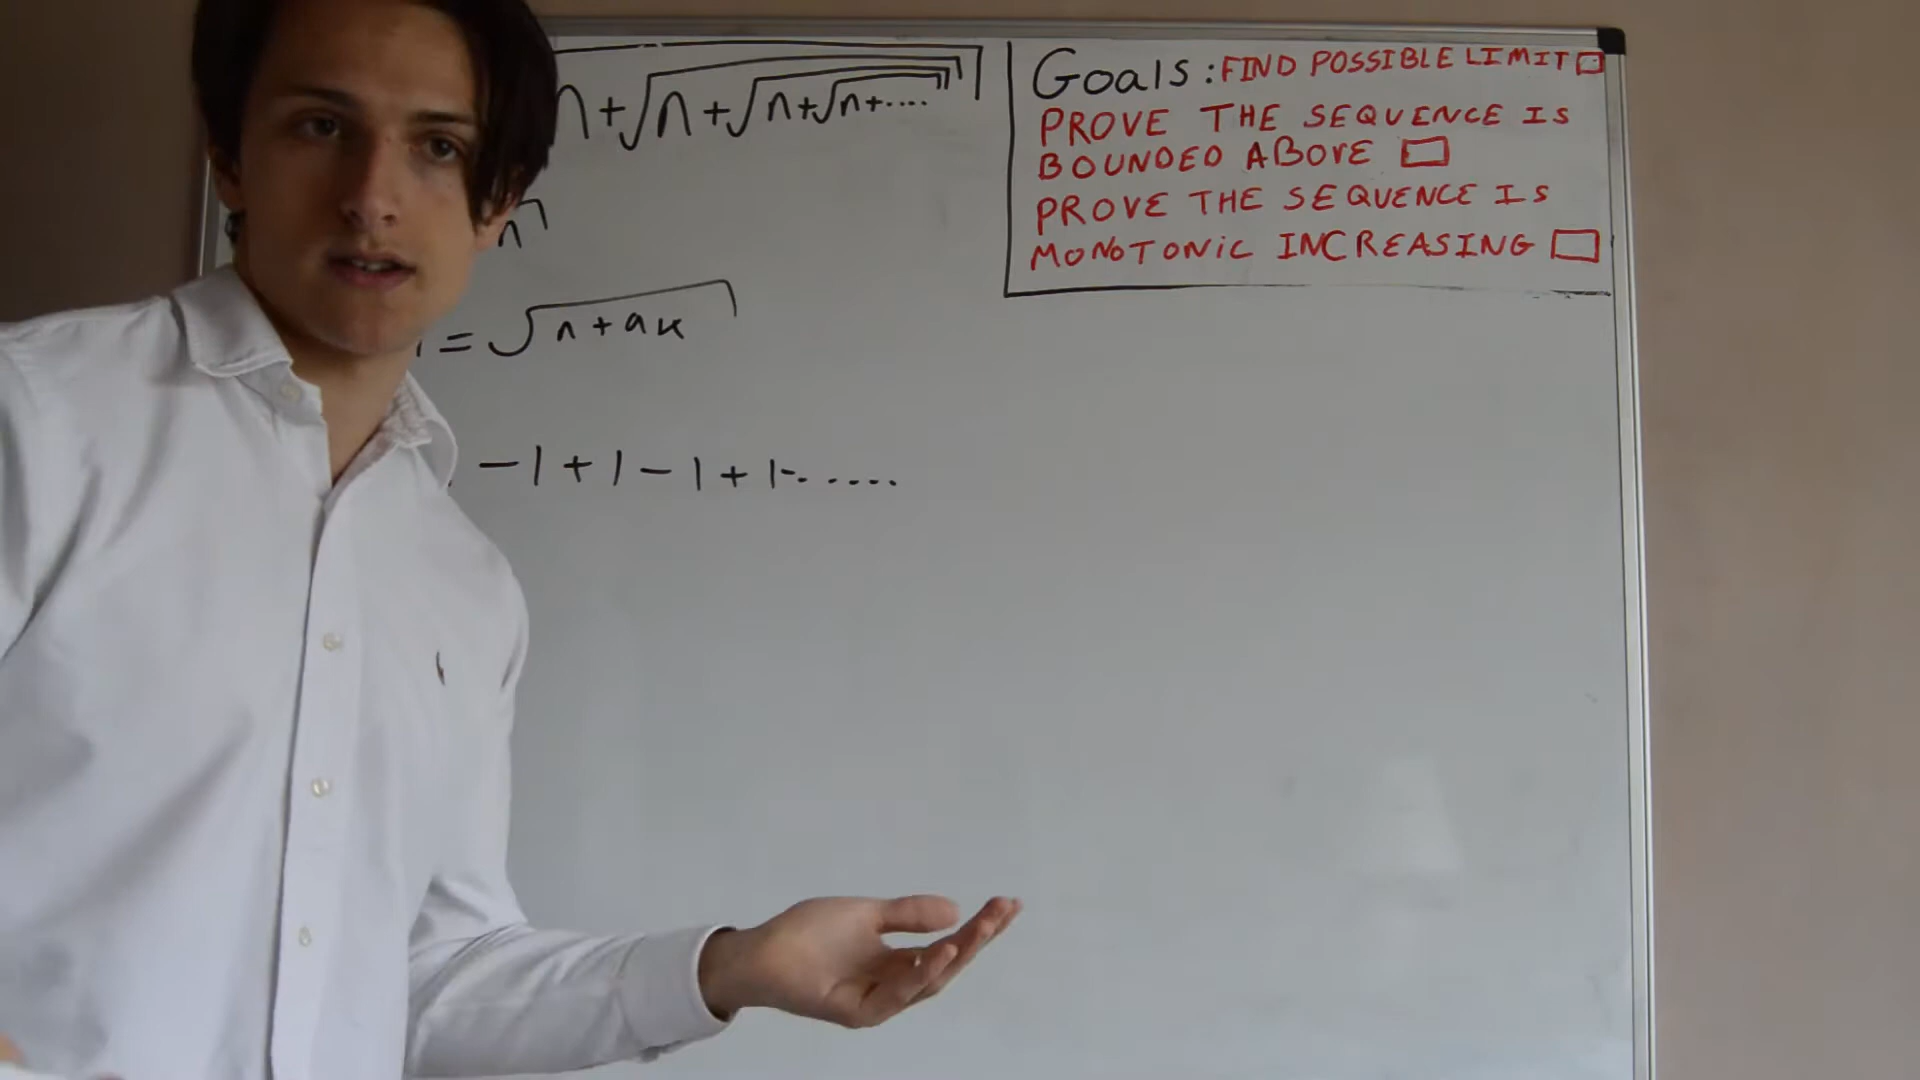 n+√n+√n+√n+....
Goals: FIND POSSIBLE LIMIT
PROVE THE SEQUENCE IS
BOUNDED ABOVE
PROVE THE SEQUENCE IS
MONOTONiC INCREASING
n
= √n+aₖ
-1+1-1+1-.....